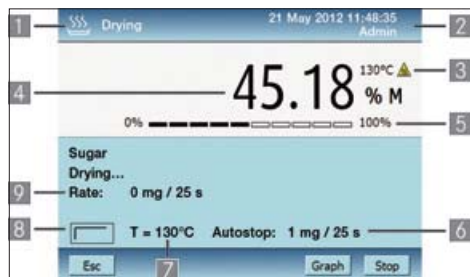 1 Drying 21 May 2012 11:48:35 2
Admin
4 45.18 130°C 3
% M
0% 100% 5
Sugar
Drying...
9 Rate: 0 mg / 25 s
8 T = 130°C Autostop: 1 mg / 25 s 6
Esc 7 Graph Stop